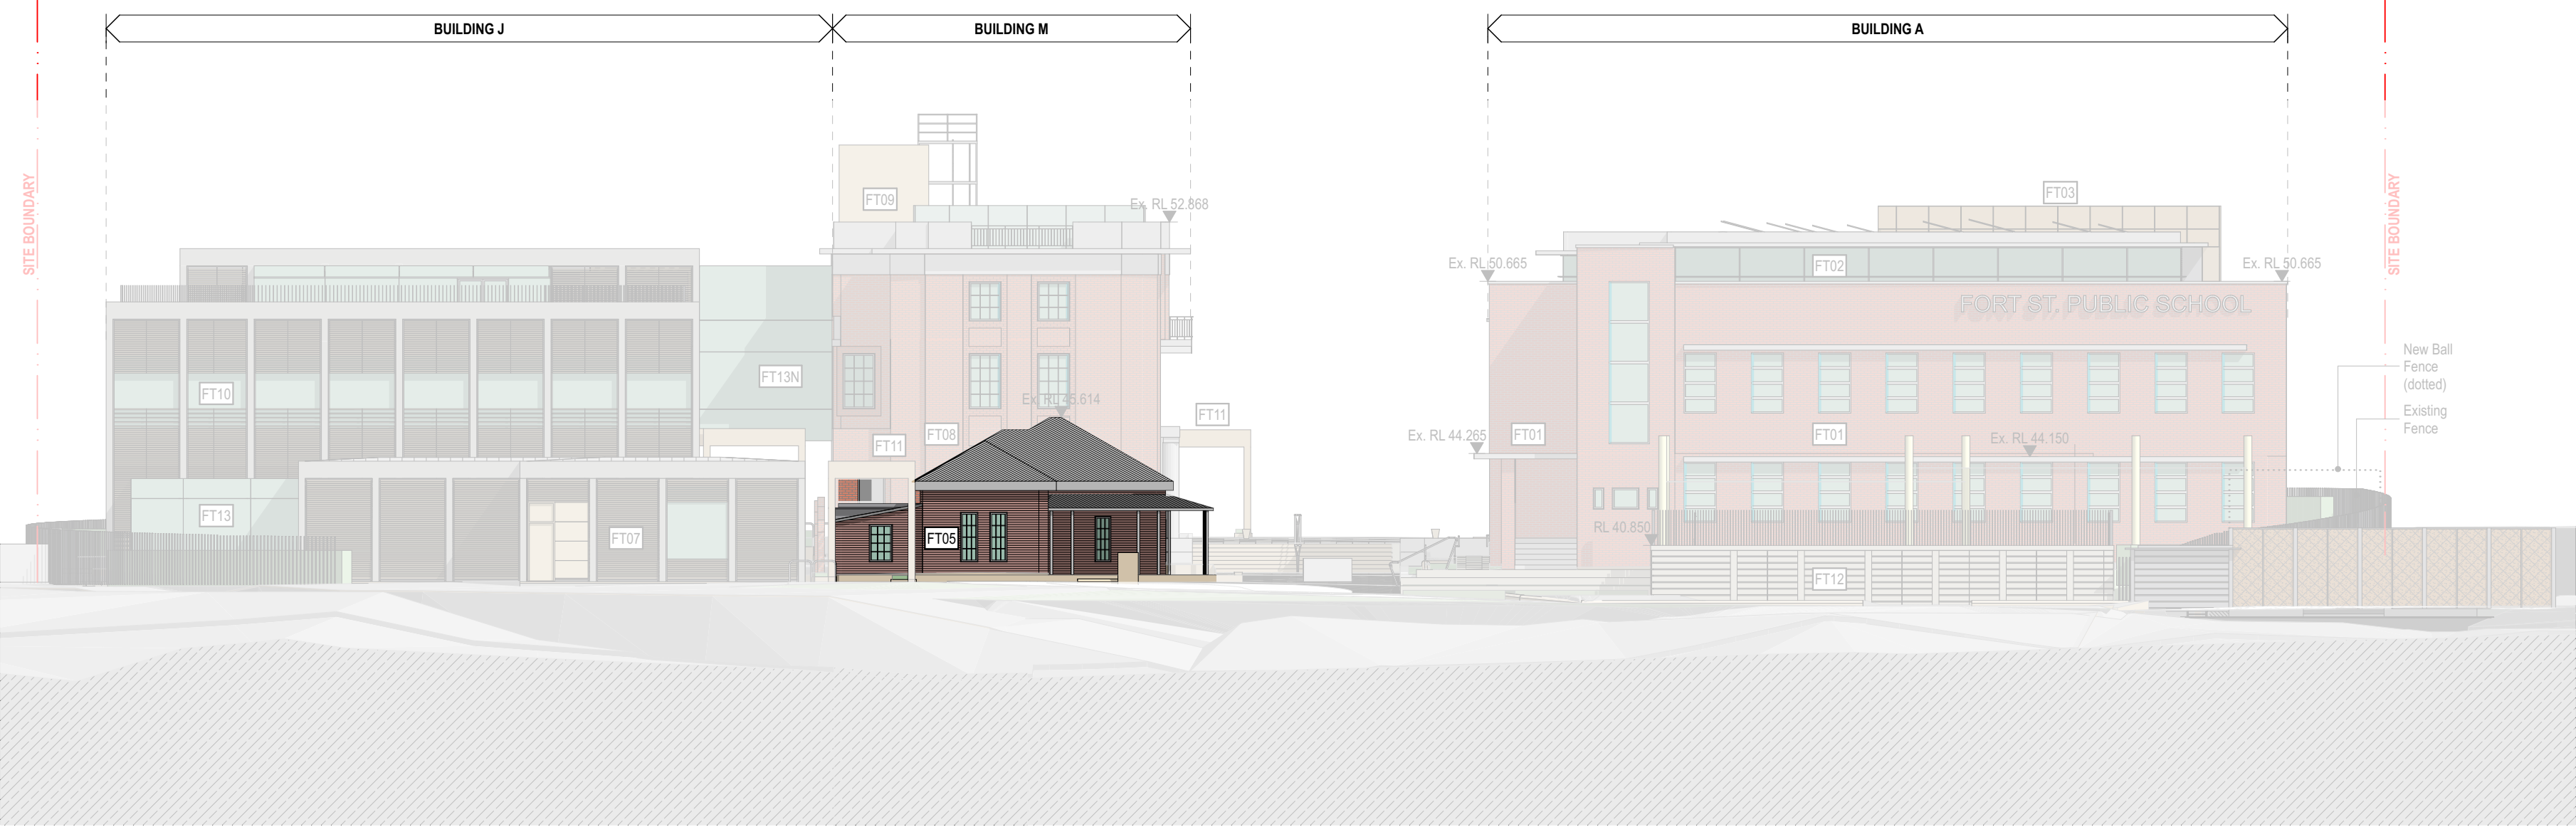 BUILDING J
BUILDING M
BUILDING A
SITE BOUNDARY
SITE BOUNDARY
FT03
FT09
Ex. RL 52.868
Ex. RL 50.665
FT02
Ex. RL 50.665
FORT ST. PUBLIC SCHOOL
New Ball
Fence
(dotted)
FT13N
FT10
Ex. RL 45.614
FT11
Existing
Fence
FT11
FT08
Ex. RL 44.265
FT01
FT01
Ex. RL 44.150
FT13
FT07
FT05
RL 40.850
FT12